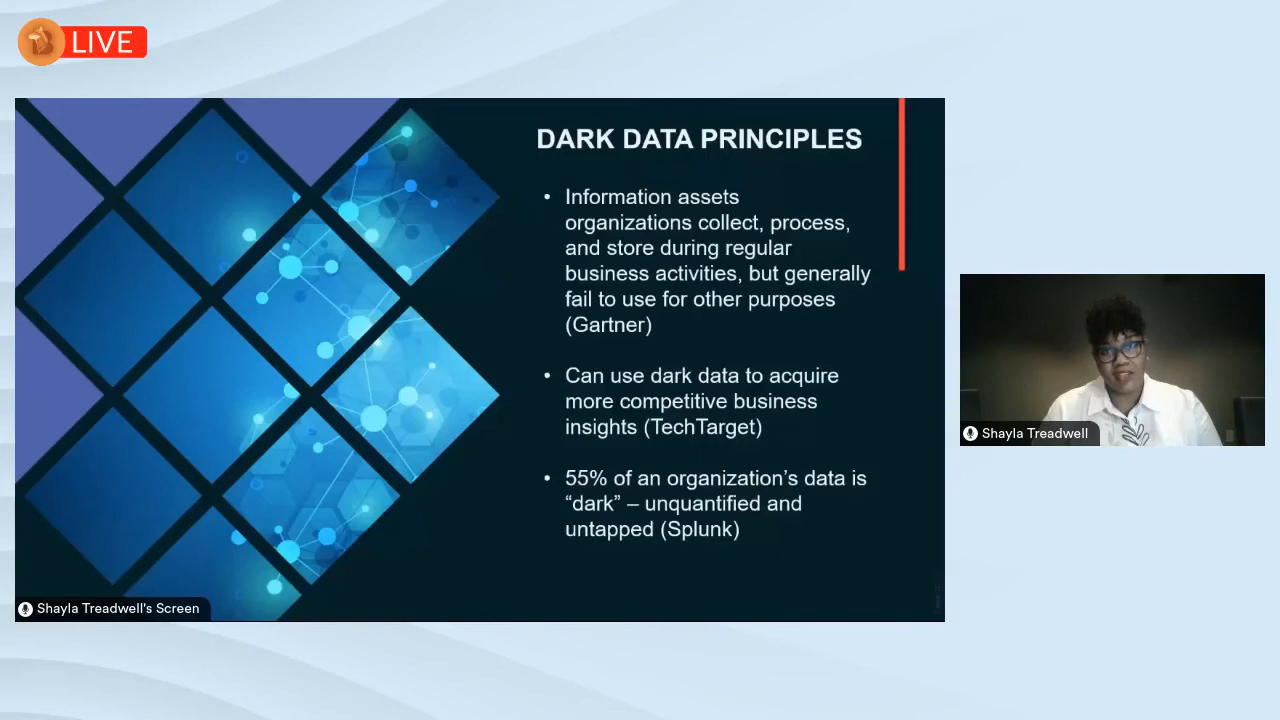 LIVE
DARK DATA PRINCIPLES
• Information assets
organizations collect, process,
and store during regular
business activities, but generally
fail to use for other purposes
(Gartner)
• Can use dark data to acquire
more competitive business
insights (TechTarget)
• 55% of an organization’s data is
“dark” – unquantified and
untapped (Splunk)
Shayla Treadwell
Shayla Treadwell's Screen